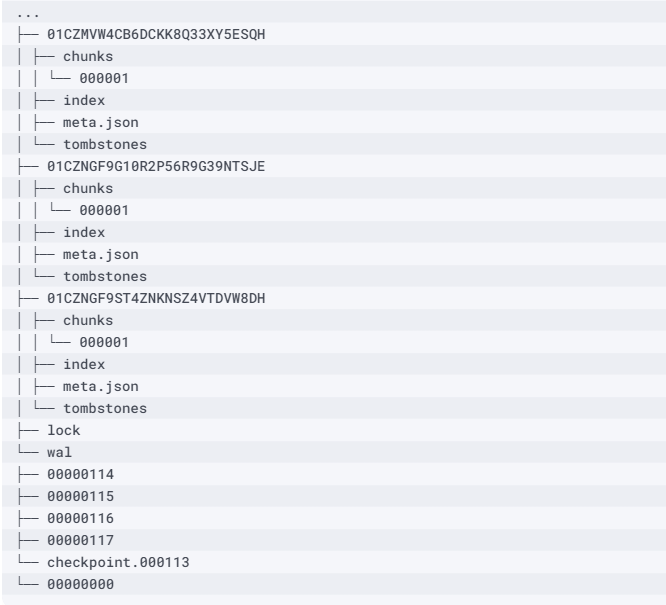 ...
├── 01CZMVW4CB6DCKK8Q33XY5ESQH
│ ├── chunks
│ │ └── 000001
│ ├── index
│ ├── meta.json
│ └── tombstones
├── 01CZNGF9G10R2P56R9G39NTSJE
│ ├── chunks
│ │ └── 000001
│ ├── index
│ ├── meta.json
│ └── tombstones
├── 01CZNGF9ST4ZNKNSZ4VTDVW8DH
│ ├── chunks
│ │ └── 000001
│ ├── index
│ ├── meta.json
│ └── tombstones
├── lock
└── wal
├── 00000114
├── 00000115
├── 00000116
├── 00000117
└── checkpoint.000113
└── 00000000